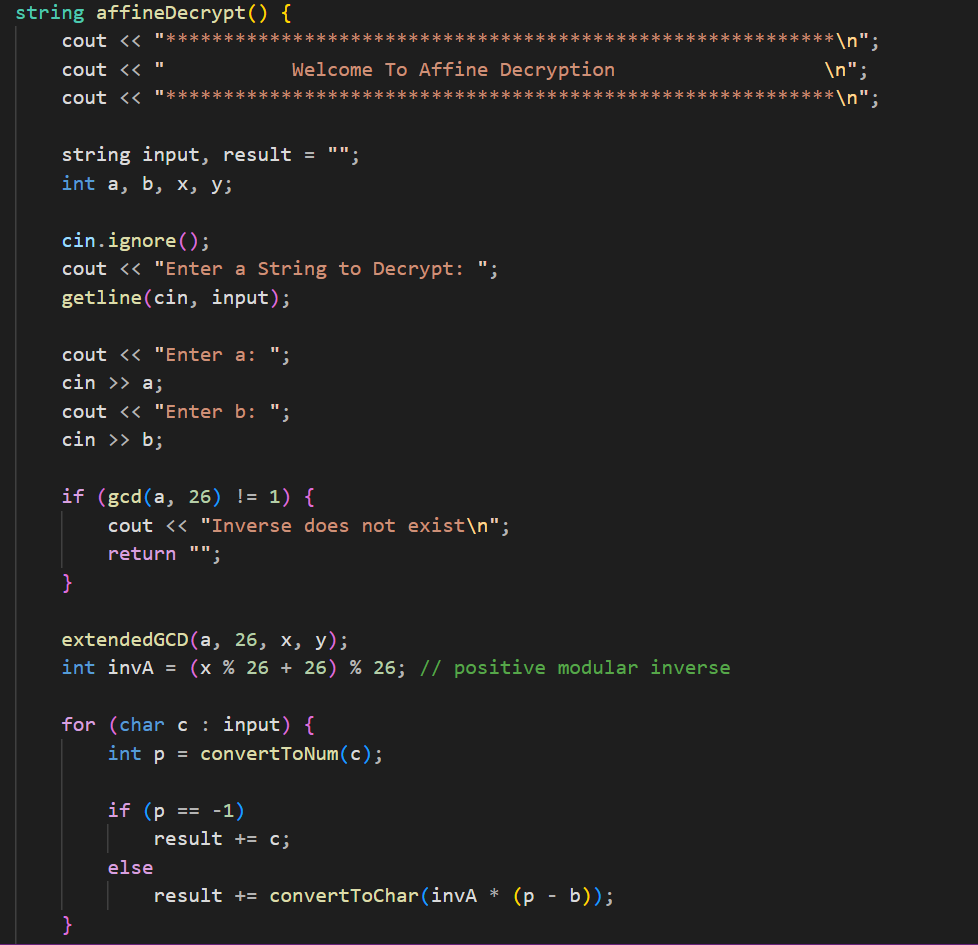 string affineDecrypt() {
    cout << "**********************************************************\n";
    cout << "           Welcome To Affine Decryption                  \n";
    cout << "**********************************************************\n";
    string input, result = "";
    int a, b, x, y;
    cin.ignore();
    cout << "Enter a String to Decrypt: ";
    getline(cin, input);
    cout << "Enter a: ";
    cin >> a;
    cout << "Enter b: ";
    cin >> b;
    if (gcd(a, 26) != 1) {
        cout << "Inverse does not exist\n";
        return "";
    }
    extendedGCD(a, 26, x, y);
    int invA = (x % 26 + 26) % 26; // positive modular inverse
    for (char c : input) {
        int p = convertToNum(c);
        if (p == -1)
            result += c;
        else
            result += convertToChar(invA * (p - b));
    }